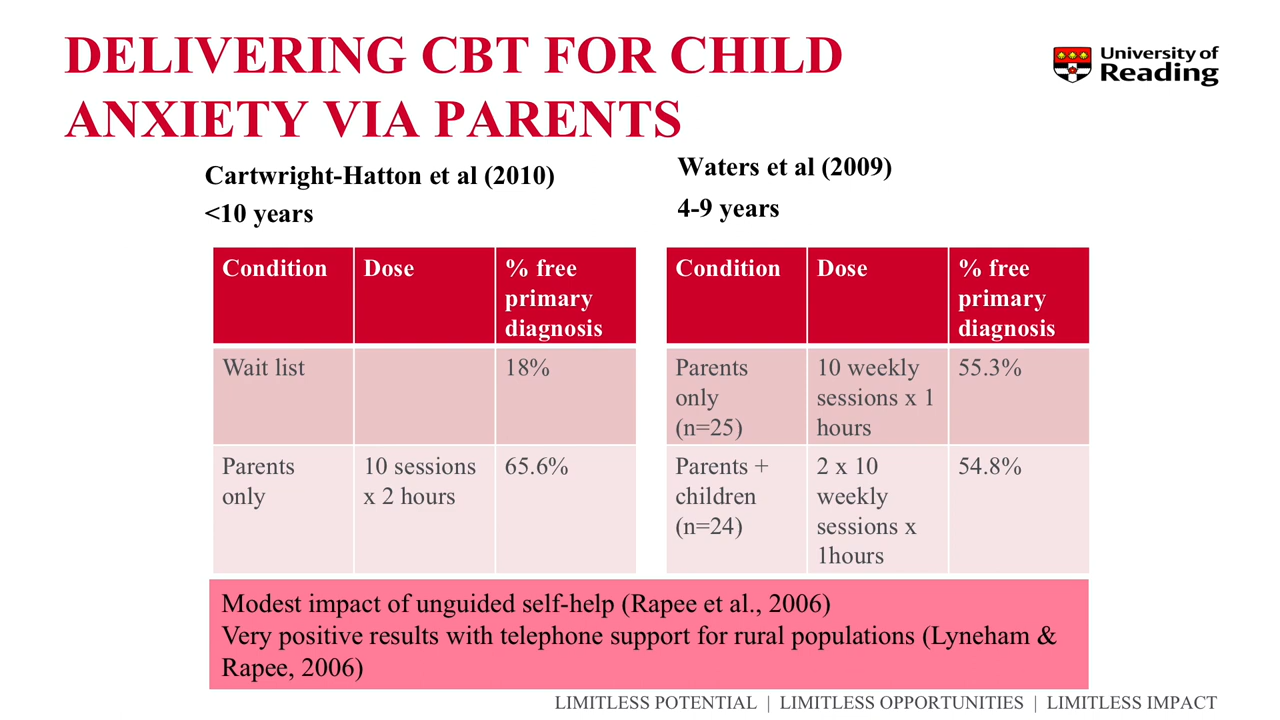 DELIVERING CBT FOR CHILD
ANXIETY VIA PARENTS
University of
Reading
Cartwright-Hatton et al (2010)
<10 years
Condition
Dose
% free
primary
diagnosis
Wait list
18%
Parents
only
10 sessions
x 2 hours
65.6%
Waters et al (2009)
4-9 years
Condition
Dose
% free
primary
diagnosis
Parents
only
(n=25)
10 weekly
sessions x 1
hours
55.3%
Parents +
children
(n=24)
2 x 10
weekly
sessions x
1hours
54.8%
Modest impact of unguided self-help (Rapee et al., 2006)
Very positive results with telephone support for rural populations (Lyneham &
Rapee, 2006)
LIMITLESS POTENTIAL | LIMITLESS OPPORTUNITIES | LIMITLESS IMPACT